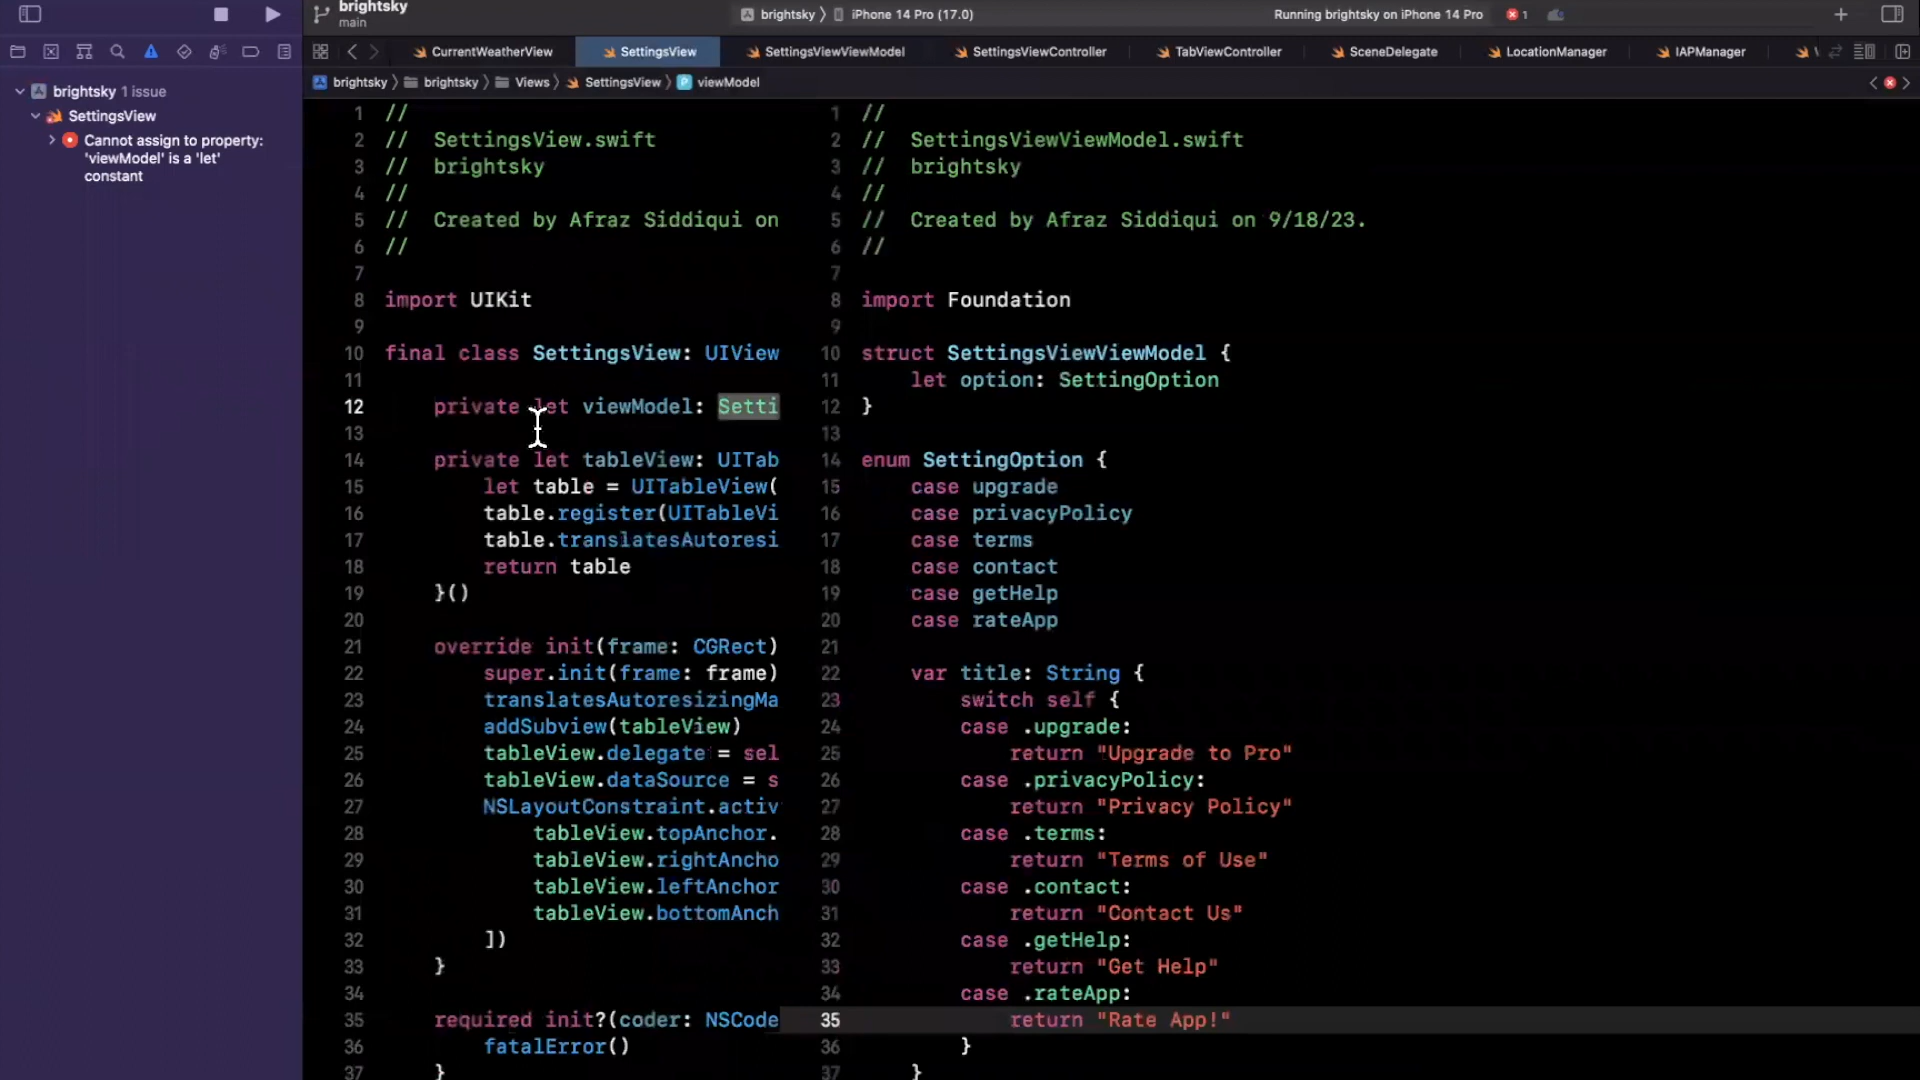 brightsky
main
brightsky 〉 iPhone 14 Pro (17.0)
Running brightsky on iPhone 14 Pro
1
CurrentWeatherView
SettingsView
SettingsViewViewModel
SettingsViewController
TabViewController
SceneDelegate
LocationManager
IAPManager
brightsky 〉 brightsky 〉 Views 〉 SettingsView 〉 P viewModel
brightsky 1 issue
SettingsView
Cannot assign to property:
'viewModel' is a 'let'
constant
1 //
2 // SettingsView.swift
3 // brightsky
4 //
5 // Created by Afraz Siddiqui on
6 //
7
8 import UIKit
9
10 final class SettingsView: UIView
11
12 private let viewModel: Setti
13
14 private let tableView: UITab
15 let table = UITableView(
16 table.register(UITableVi
17 table.translatesAutoresi
18 return table
19 }()
20
21 override init(frame: CGRect)
22 super.init(frame: frame)
23 translatesAutoresizingMa
24 addSubview(tableView)
25 tableView.delegate = sel
26 tableView.dataSource = s
27 NSLayoutConstraint.activ
28 tableView.topAnchor.
29 tableView.rightAncho
30 tableView.leftAnchor
31 tableView.bottomAnch
32 ])
33 }
34
35 required init?(coder: NSCode
36 fatalError()
37 }
1 //
2 // SettingsViewViewModel.swift
3 // brightsky
4 //
5 // Created by Afraz Siddiqui on 9/18/23.
6 //
7
8 import Foundation
9
10 struct SettingsViewViewModel {
11 let option: SettingOption
12 }
13
14 enum SettingOption {
15 case upgrade
16 case privacyPolicy
17 case terms
18 case contact
19 case getHelp
20 case rateApp
21
22 var title: String {
23 switch self {
24 case .upgrade:
25 return "Upgrade to Pro"
26 case .privacyPolicy:
27 return "Privacy Policy"
28 case .terms:
29 return "Terms of Use"
30 case .contact:
31 return "Contact Us"
32 case .getHelp:
33 return "Get Help"
34 case .rateApp:
35 return "Rate App!"
36 }
37 }